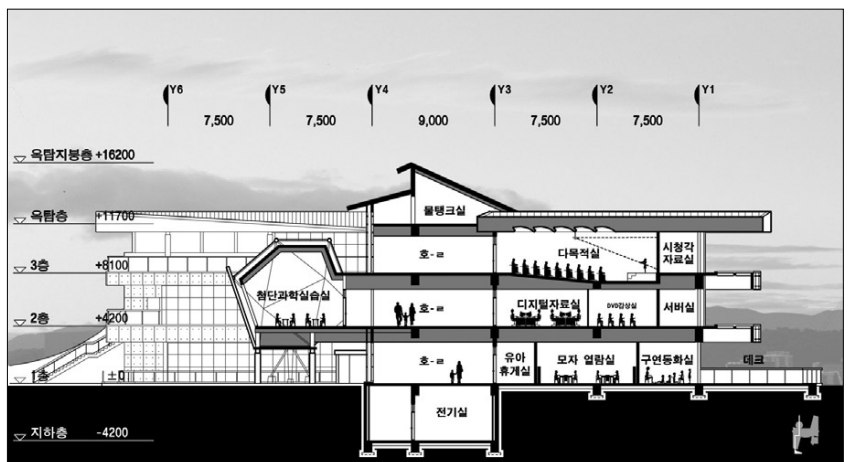 Y6 Y5 Y4 Y3 Y2 Y1
7,500 7,500 9,000 7,500 7,500
옥탑지붕층 +16200
물탱크실
옥탑층 +11700
호-ㄹ
다목적실
시청각
자료실
3층 +8100
첨단과학실습실
호-ㄹ
디지털자료실
DVD감상실
서버실
2층 +4200
호-ㄹ
유아
휴게실
모자 열람실
구연동화실
데크
1층 ±0
전기실
지하층 -4200